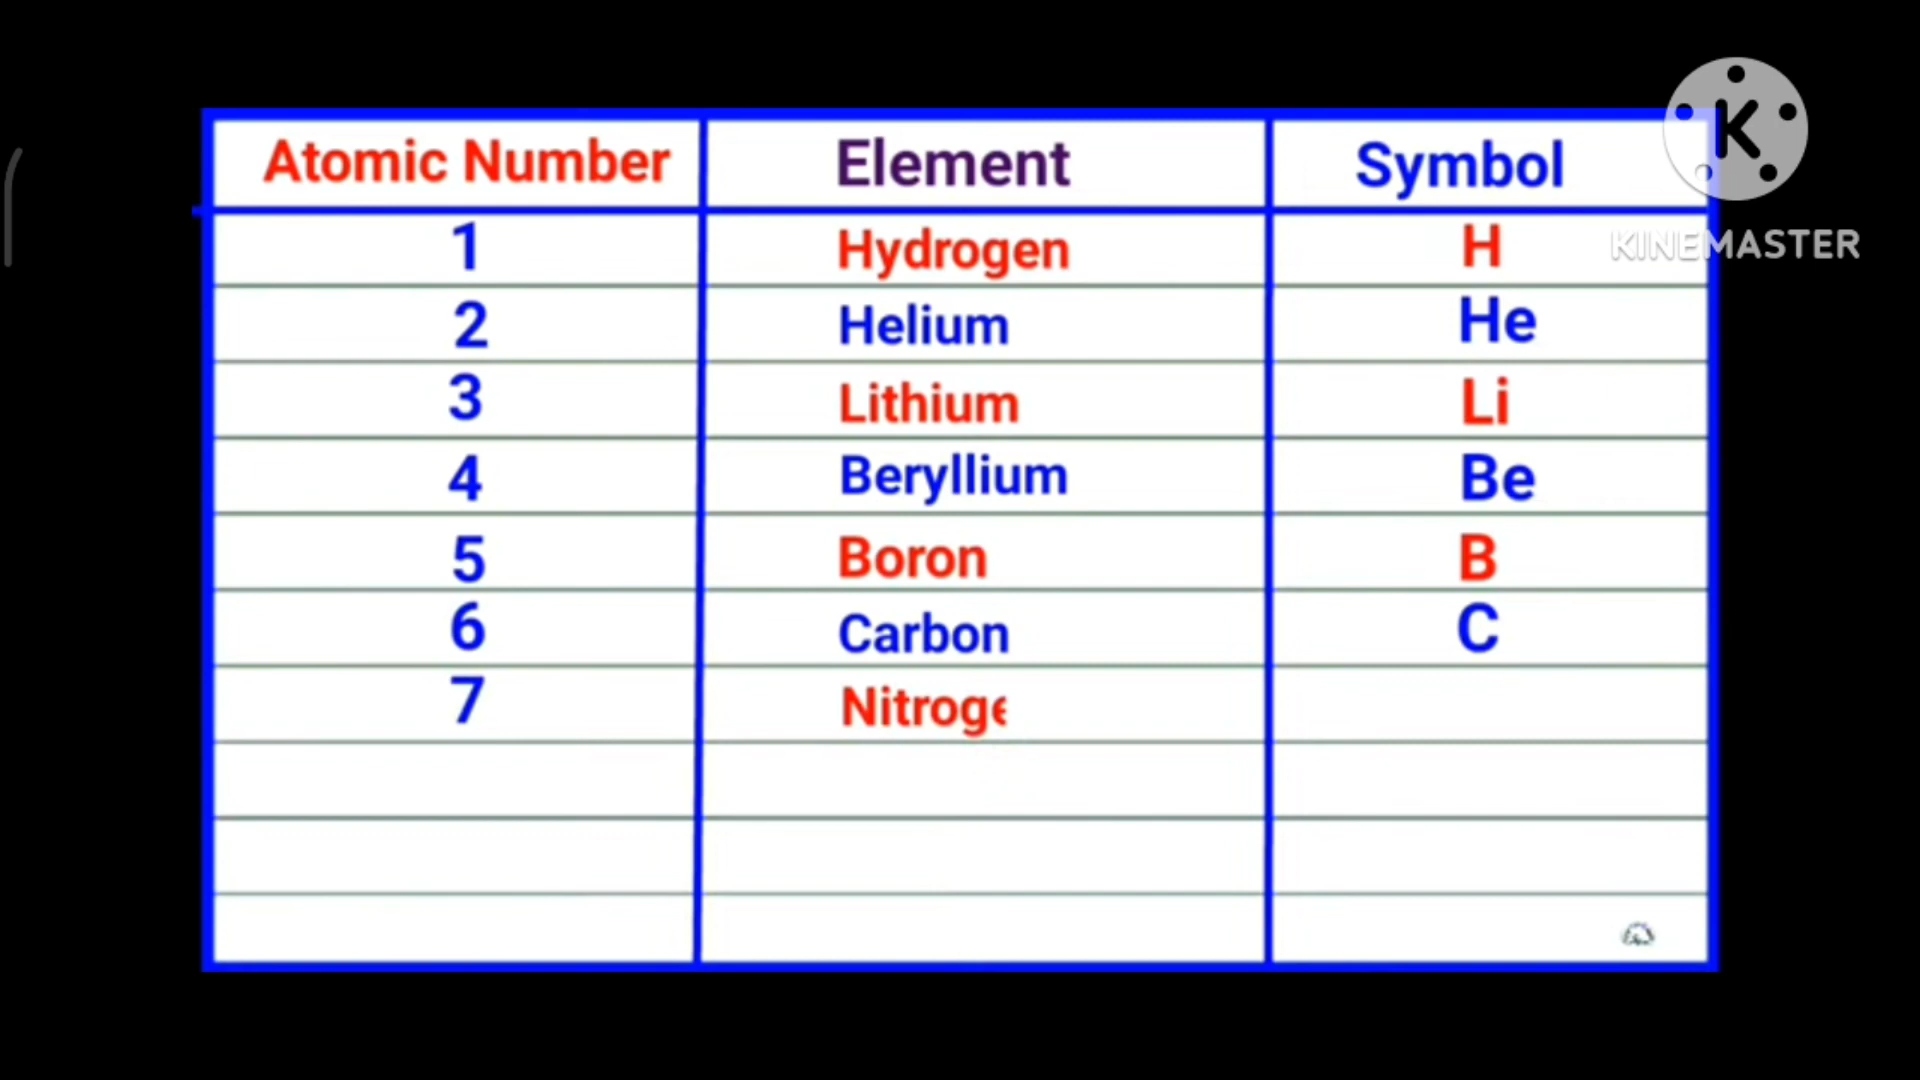 Atomic Number Element Symbol
1 Hydrogen H
2 Helium He
3 Lithium Li
4 Beryllium Be
5 Boron B
6 Carbon C
7 Nitroge
K
KINEMASTER